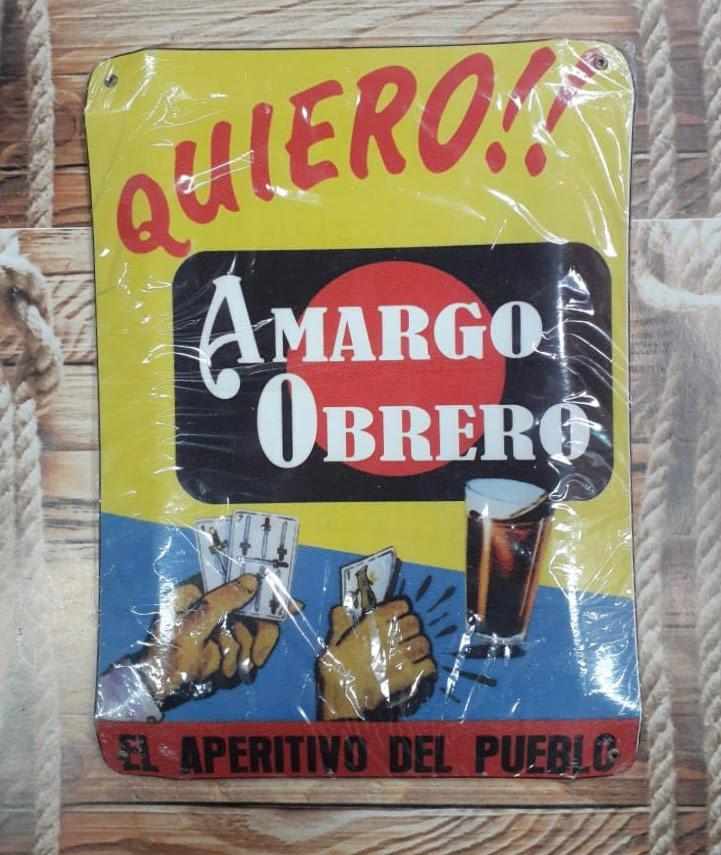 QUIERO!!
AMARGO
OBRERO
EL APERITIVO DEL PUEBLO